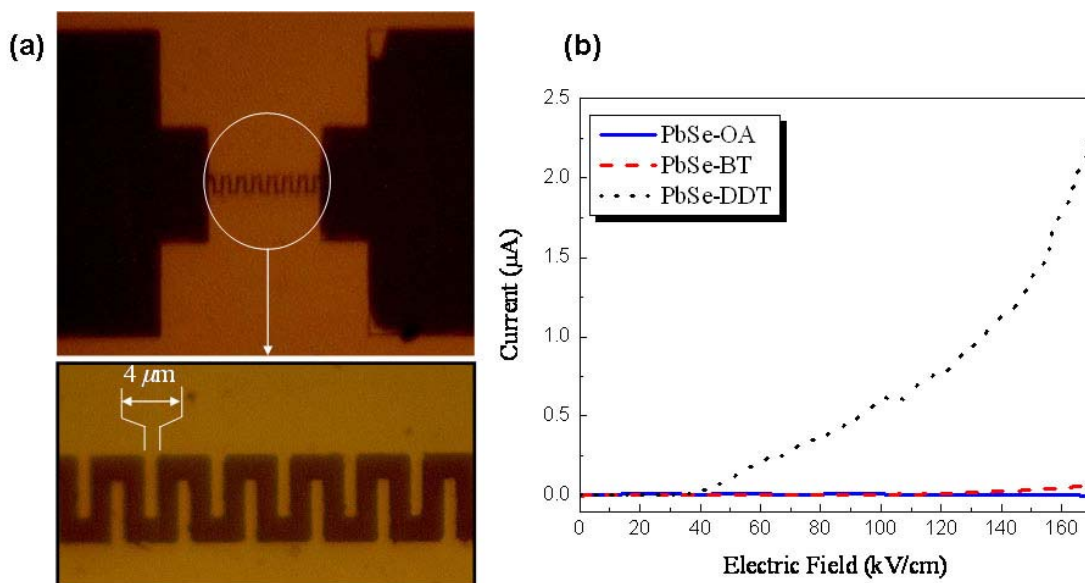 (a)
4 μm
(b)
2.5
2.0
1.5
1.0
0.5
0.0
Current (μA)
PbSe-OA
PbSe-BT
PbSe-DDT
0 20 40 60 80 100 120 140 160
Electric Field (kV/cm)